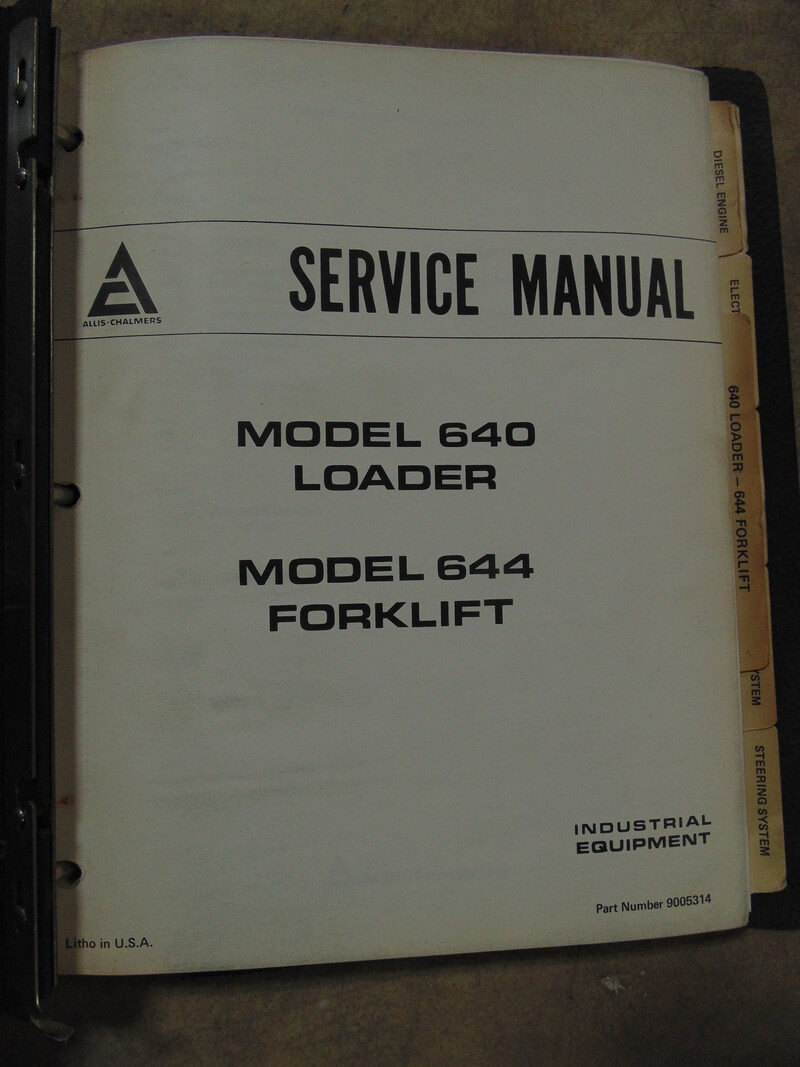 ALLIS-CHALMERS
SERVICE MANUAL
MODEL 640
LOADER
MODEL 644
FORKLIFT
INDUSTRIAL
EQUIPMENT
Part Number 9005314
Litho in U.S.A.
DIESEL ENGINE
ELECT
640 LOADER – 644 FORKLIFT
YSTEM
STEERING SYSTEM